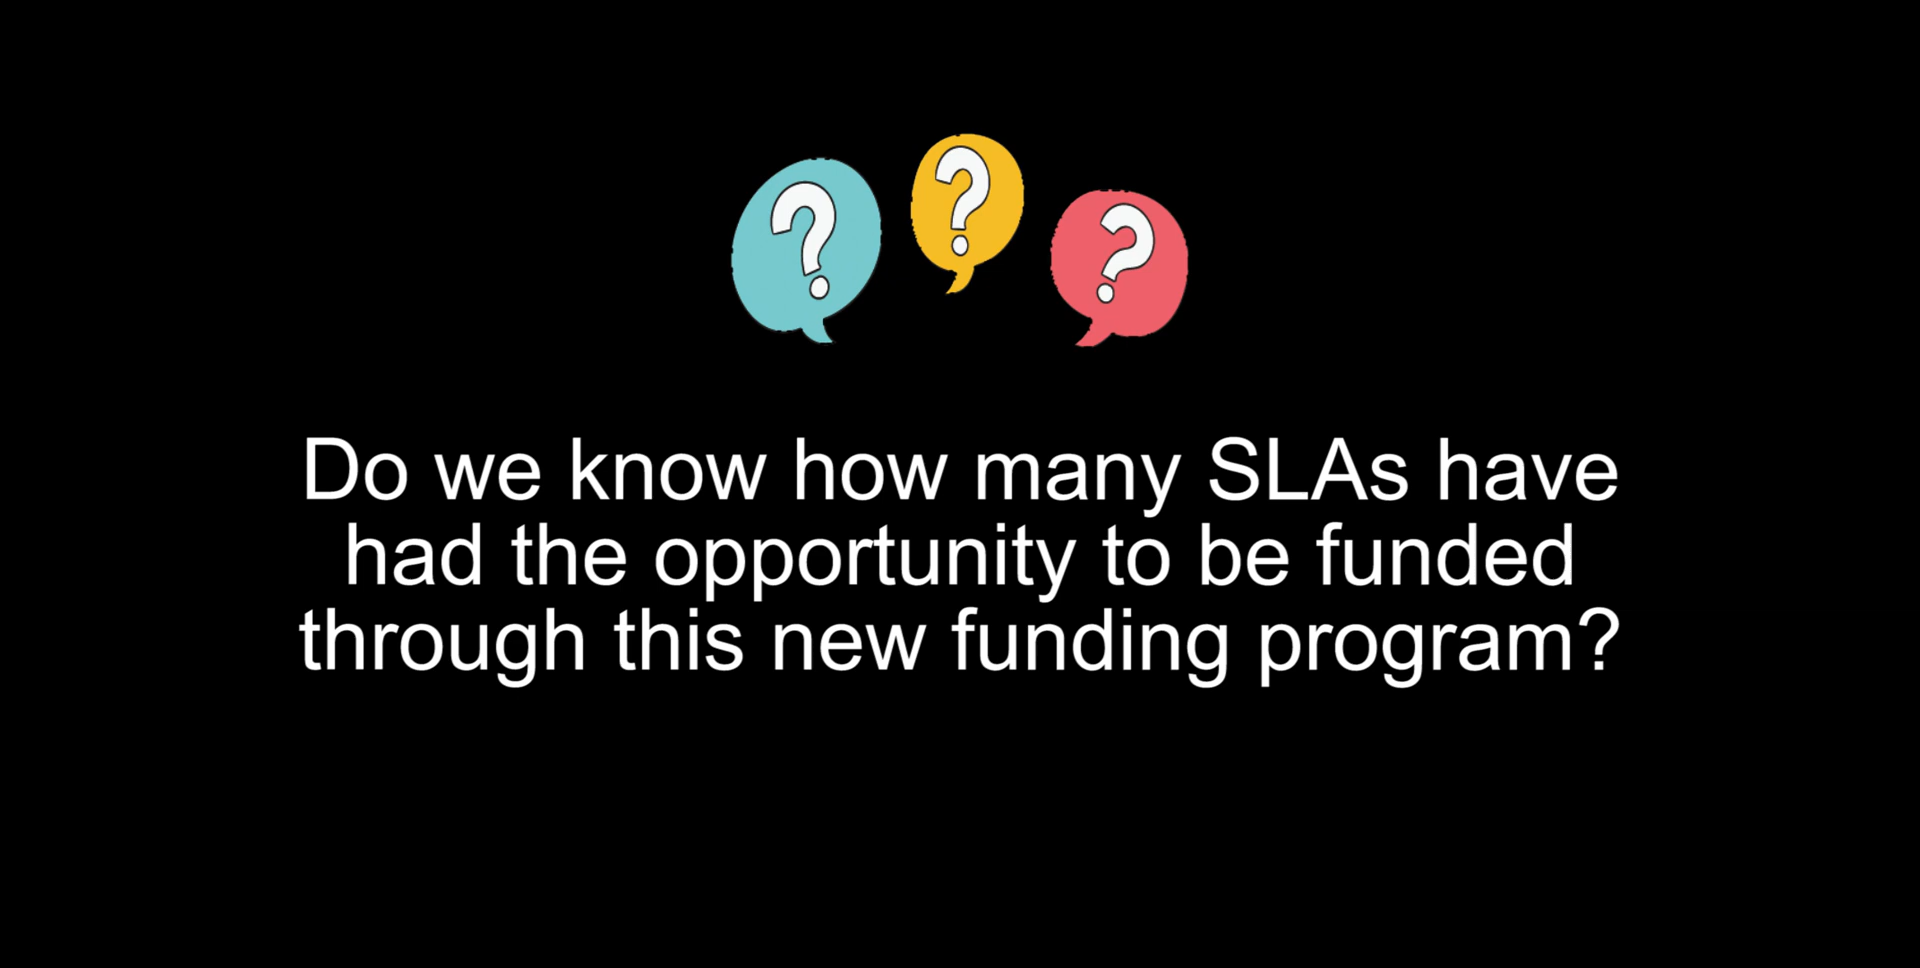 ? ? ?
Do we know how many SLAs have
had the opportunity to be funded
through this new funding program?